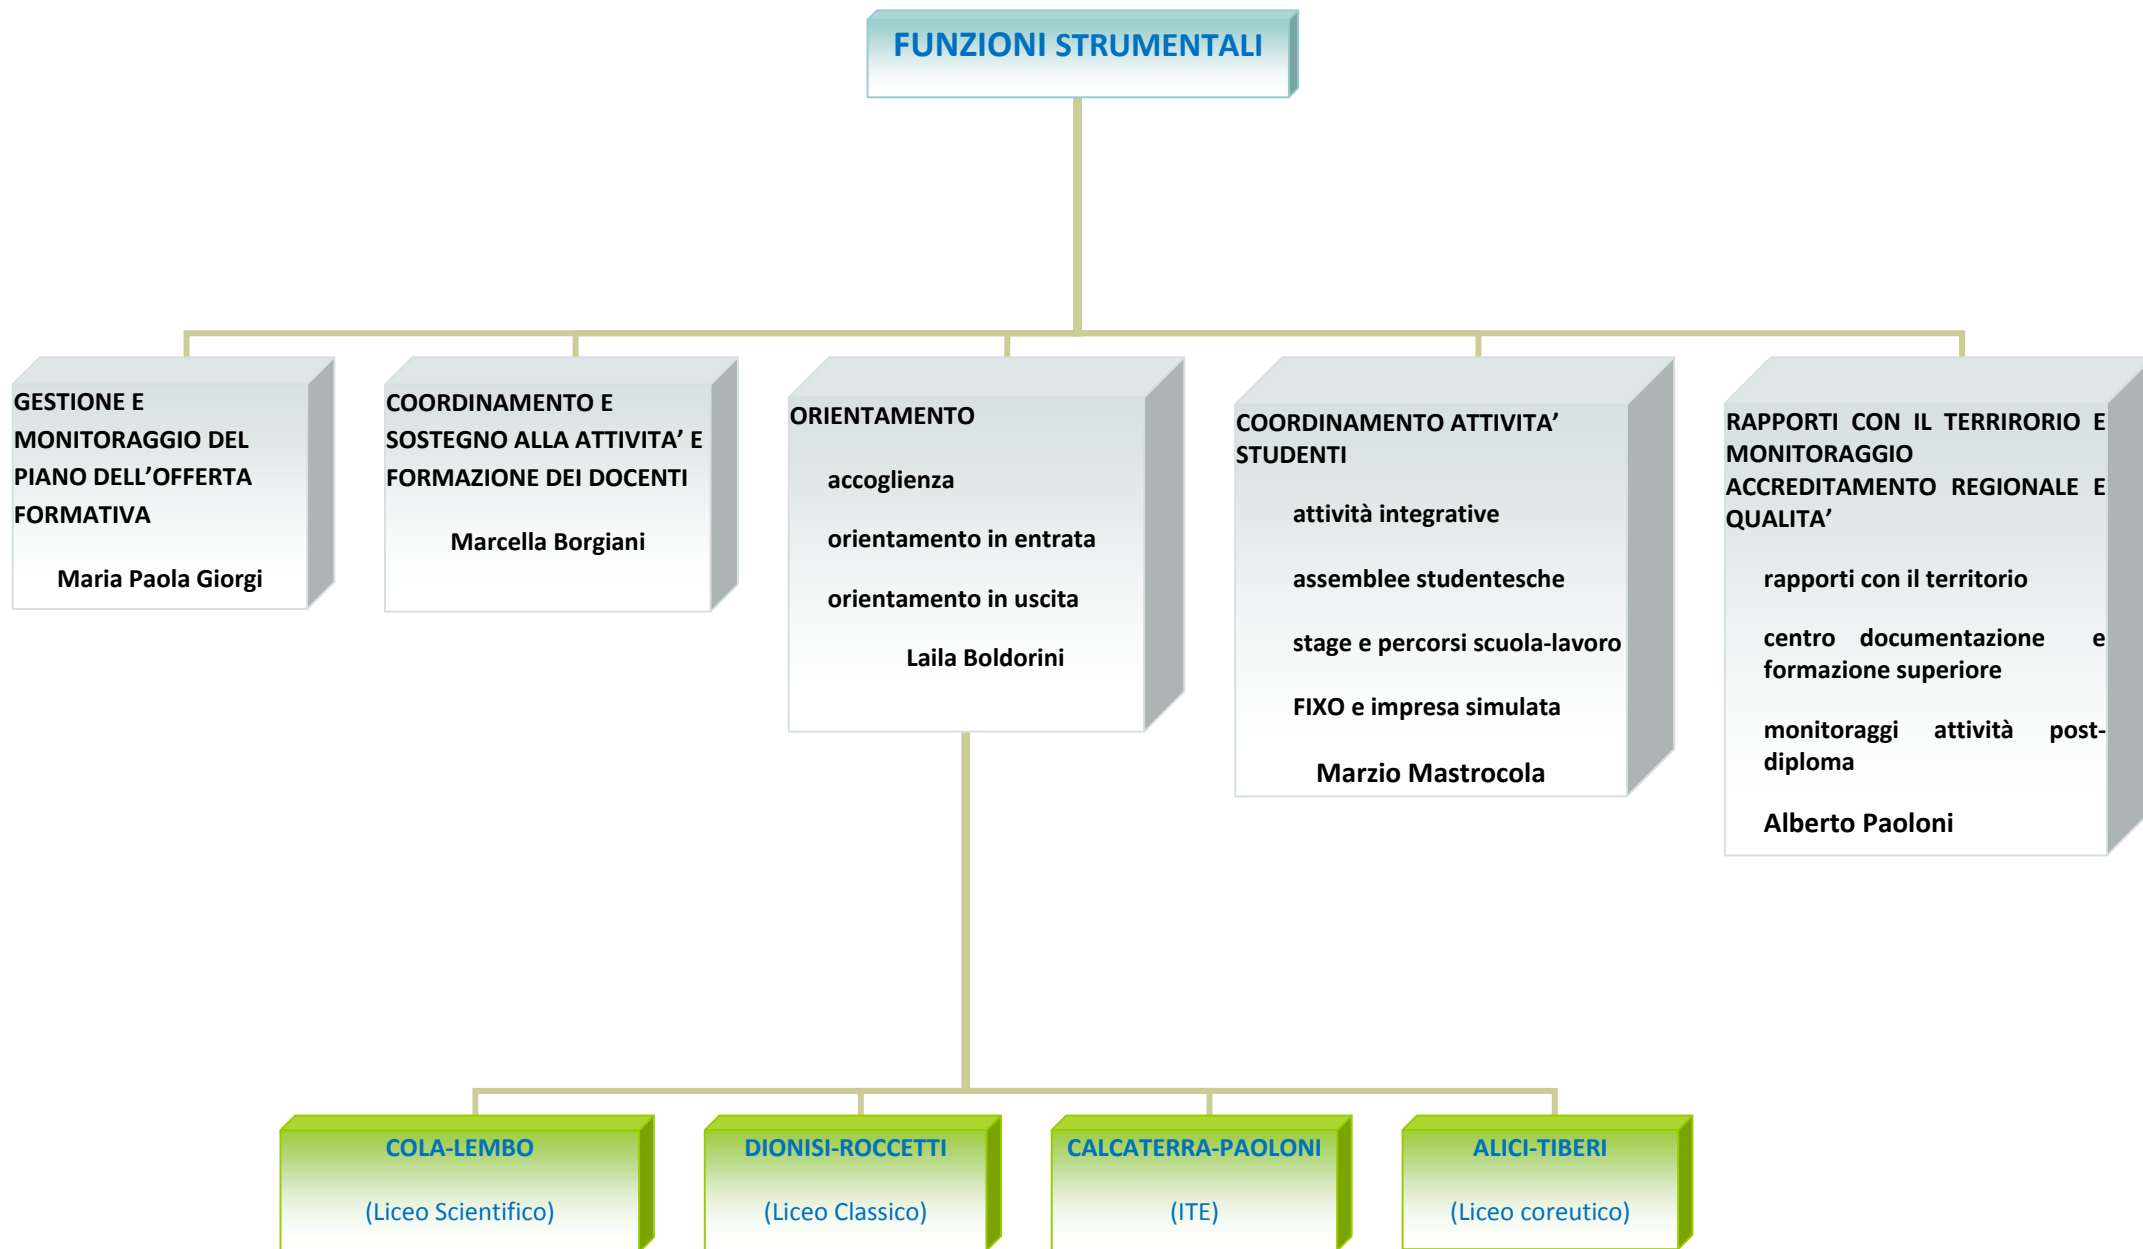 FUNZIONI STRUMENTALI
GESTIONE E
MONITORAGGIO DEL
PIANO DELL’OFFERTA
FORMATIVA
Maria Paola Giorgi
COORDINAMENTO E
SOSTEGNO ALLA ATTIVITA’ E
FORMAZIONE DEI DOCENTI
Marcella Borgiani
ORIENTAMENTO
accoglienza
orientamento in entrata
orientamento in uscita
Laila Boldorini
COORDINAMENTO ATTIVITA’
STUDENTI
attività integrative
assemblee studentesche
stage e percorsi scuola-lavoro
FIXO e impresa simulata
Marzio Mastrocola
RAPPORTI CON IL TERRIRORIO E
MONITORAGGIO
ACCREDITAMENTO REGIONALE E
QUALITA’
rapporti con il territorio
centro documentazione e
formazione superiore
monitoraggi attività post-
diploma
Alberto Paoloni
COLA-LEMBO
(Liceo Scientifico)
DIONISI-ROCCETTI
(Liceo Classico)
CALCATERRA-PAOLONI
(ITE)
ALICI-TIBERI
(Liceo coreutico)